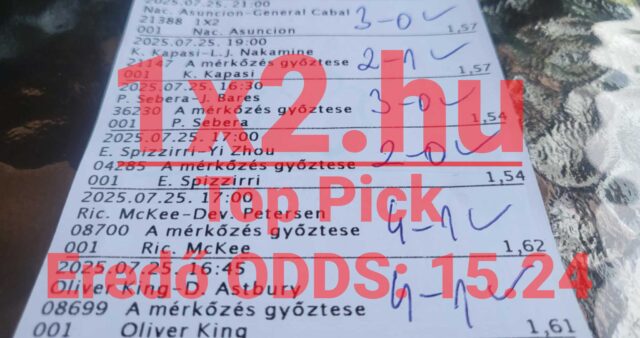 2025.07.25. 21:00
Nac. Asuncion-General Cabal
21388 1X2
3-0 ✓
001 Nac. Asuncion 1,57
2025.07.25. 19:00
K. Kapasi-L.J. Nakamine
21147 A mérkőzés győztese
2-1 ✓
001 K. Kapasi 1,57
2025.07.25. 16:30
P. Sebera-J. Bares
36230 A mérkőzés győztese
3-0 ✓
001 P. Sebera 1,54
2025.07.25. 17:00
E. Spizzirri-Yi Zhou
04285 A mérkőzés győztese
2-0 ✓
001 E. Spizzirri 1,54
2025.07.25. 17:00
Ric. McKee-Dev. Petersen
08700 A mérkőzés győztese
4-1 ✓
001 Ric. McKee 1,62
2025.07.25. 16:45
Oliver King-D. Astbury
08699 A mérkőzés győztese
4-1 ✓
001 Oliver King 1,61
1x2.hu
Top Pick
Eredő ODDS: 15.24